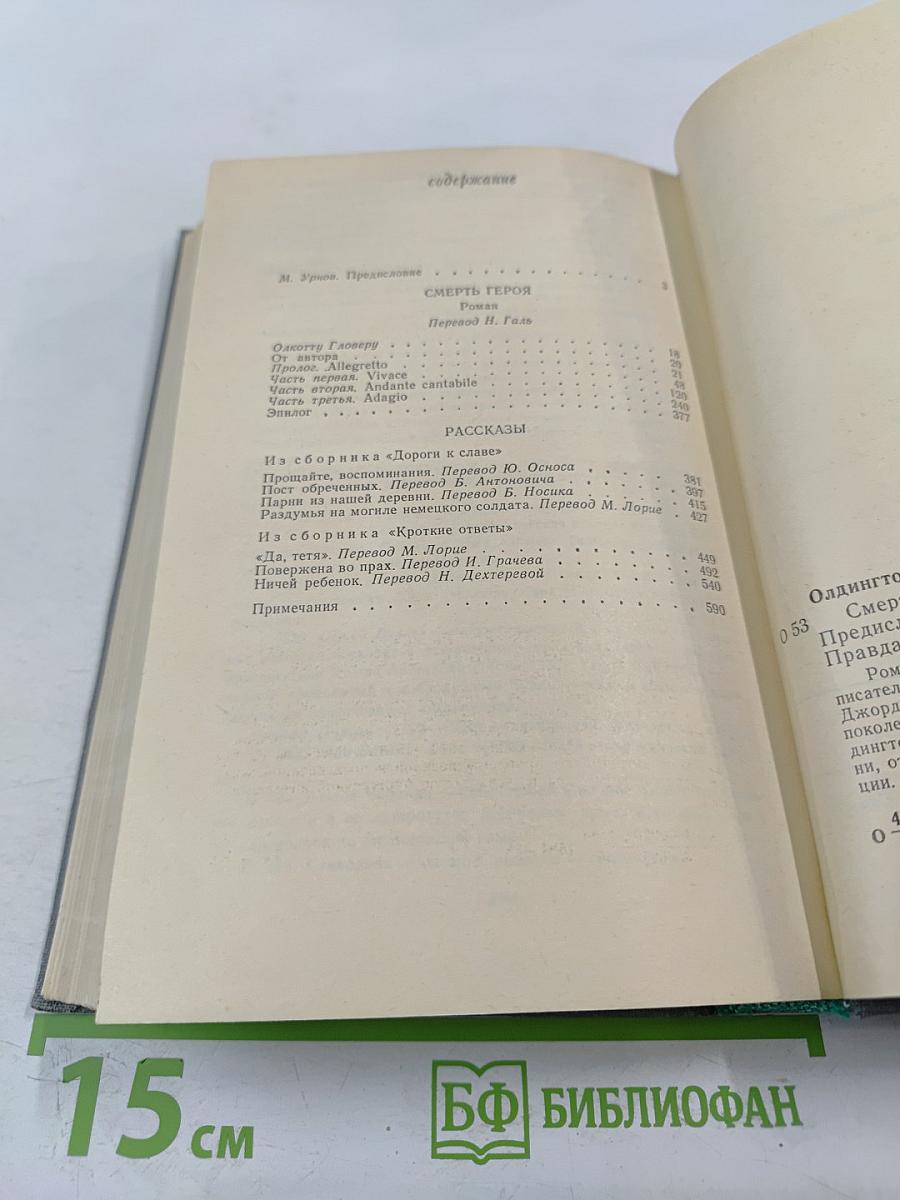 содержание
М. Урнов. Предисловие . . . . . . . . . . . . . . 3
СМЕРТЬ ГЕРОЯ
Роман
Перевод Н. Галь
Олкотту Гловеру . . . . . . . . . . . . . . . . 18
От автора . . . . . . . . . . . . . . . . 20
Пролог. Allegretto . . . . . . . . . . . . . . 21
Часть первая. Vivace . . . . . . . . . . . . . 48
Часть вторая. Andante cantabile . . . . . . . . . . 120
Часть третья. Adagio . . . . . . . . . . . . . 240
Эпилог . . . . . . . . . . . . . . . . . . 377
РАССКАЗЫ
Из сборника «Дороги к славе»
Прощайте, воспоминания. Перевод Ю. Осноса . . . . . 381
Пост обреченных. Перевод Б. Антоновича . . . . . . 397
Парни из нашей деревни. Перевод Б. Носика . . . . . 415
Раздумья на могиле немецкого солдата. Перевод М. Лорие . 427
Из сборника «Кроткие ответы»
«Да, тетя». Перевод М. Лорие . . . . . . . . . . 449
Повержена во прах. Перевод И. Грачева . . . . . . . 492
Ничей ребенок. Перевод Н. Дехтеревой . . . . . . . 540
Примечания . . . . . . . . . . . . . . . . . 590
Олдингто
О 53
Смерт
Предисл
Правда
Ром
писател
Джорд
поколе
дингто
ни, от
ции.
О 4
15 см
БФ БИБЛИОФАН